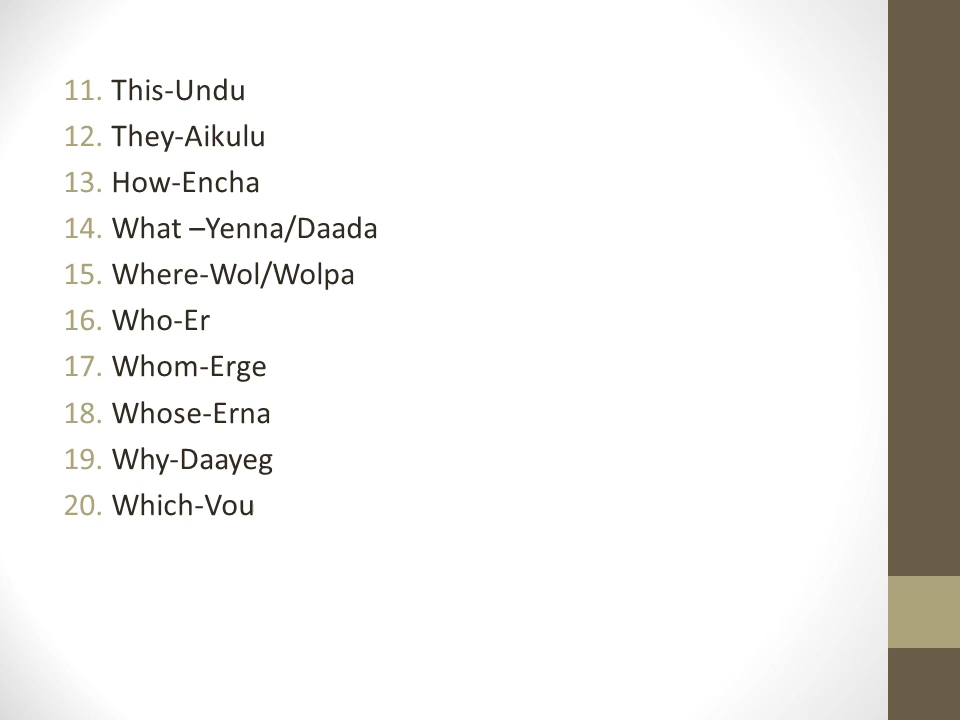 11. This-Undu
12. They-Aikulu
13. How-Encha
14. What –Yenna/Daada
15. Where-Wol/Wolpa
16. Who-Er
17. Whom-Erge
18. Whose-Erna
19. Why-Daayeg
20. Which-Vou